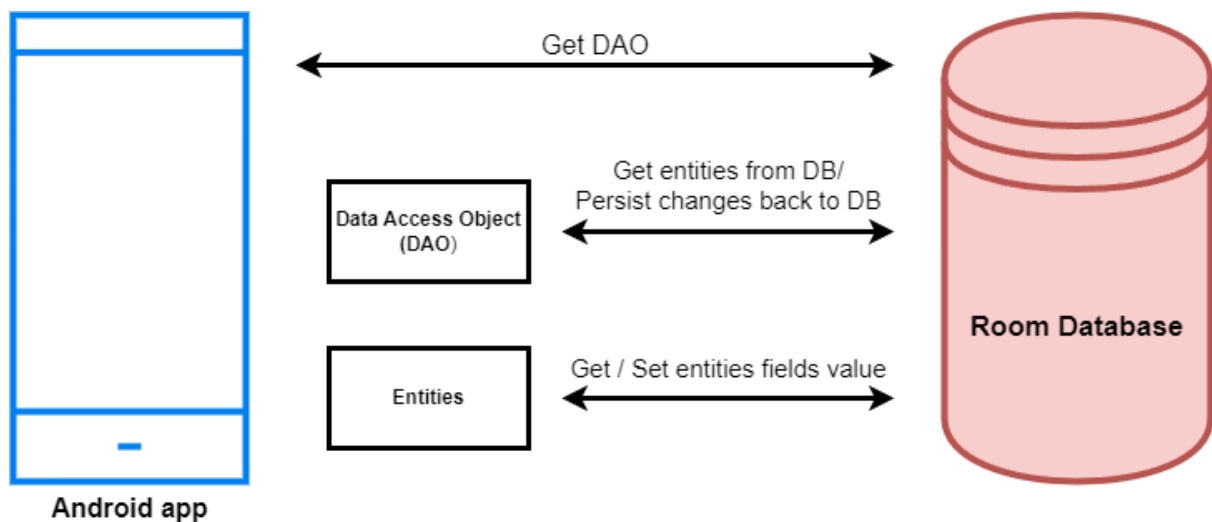 Get DAO
Get entities from DB/
Persist changes back to DB
Data Access Object
(DAO)
Room Database
Get / Set entities fields value
Entities
Android app